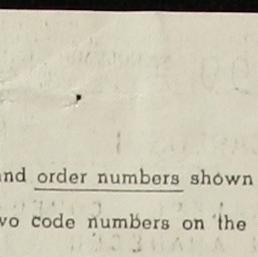 and order numbers shown
two code numbers on the